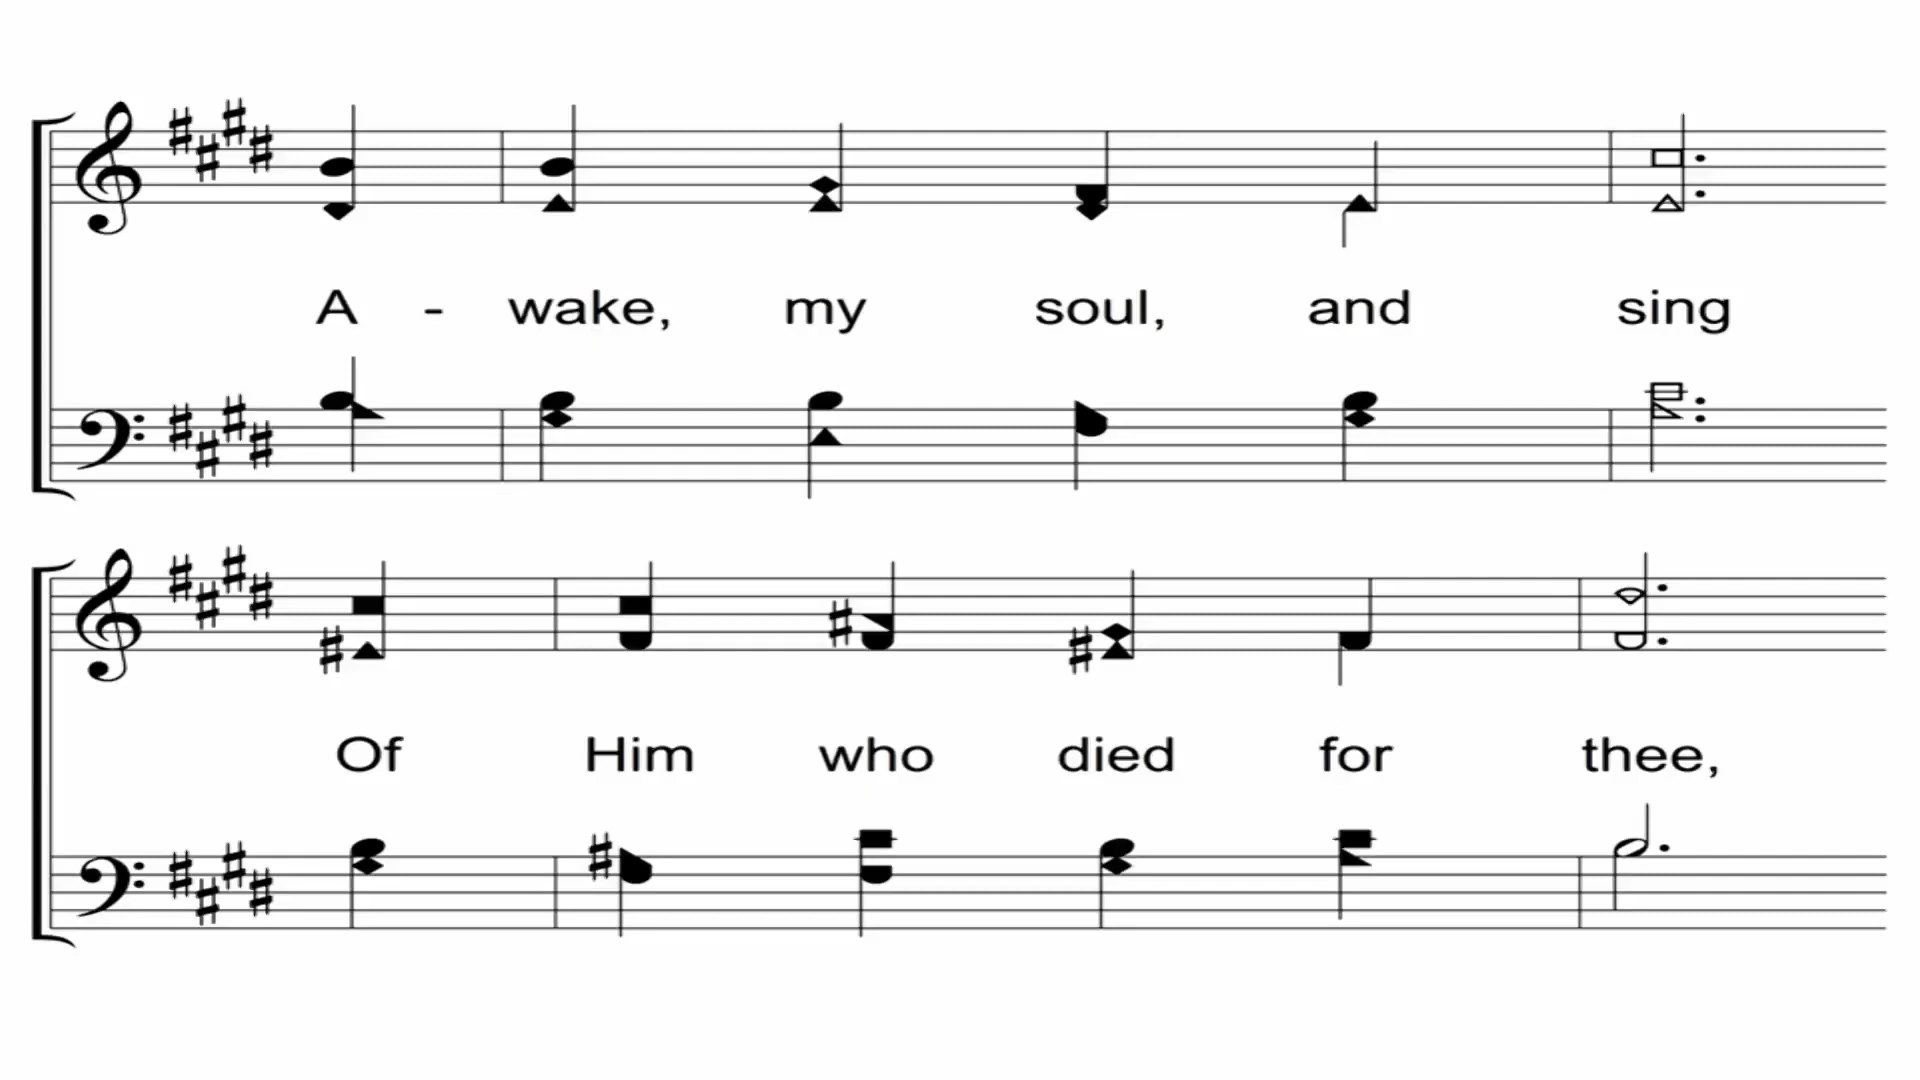 A - wake, my soul, and sing
Of Him who died for thee,